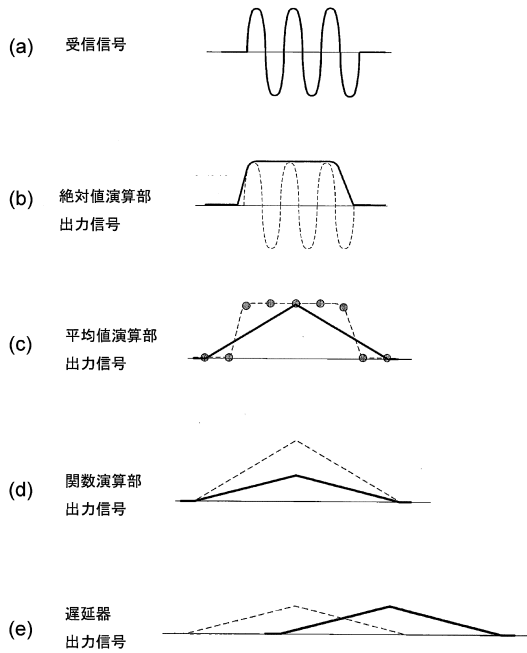 (a) 受信信号
(b) 絶対値演算部
出力信号
(c) 平均値演算部
出力信号
(d) 関数演算部
出力信号
(e) 遅延器
出力信号